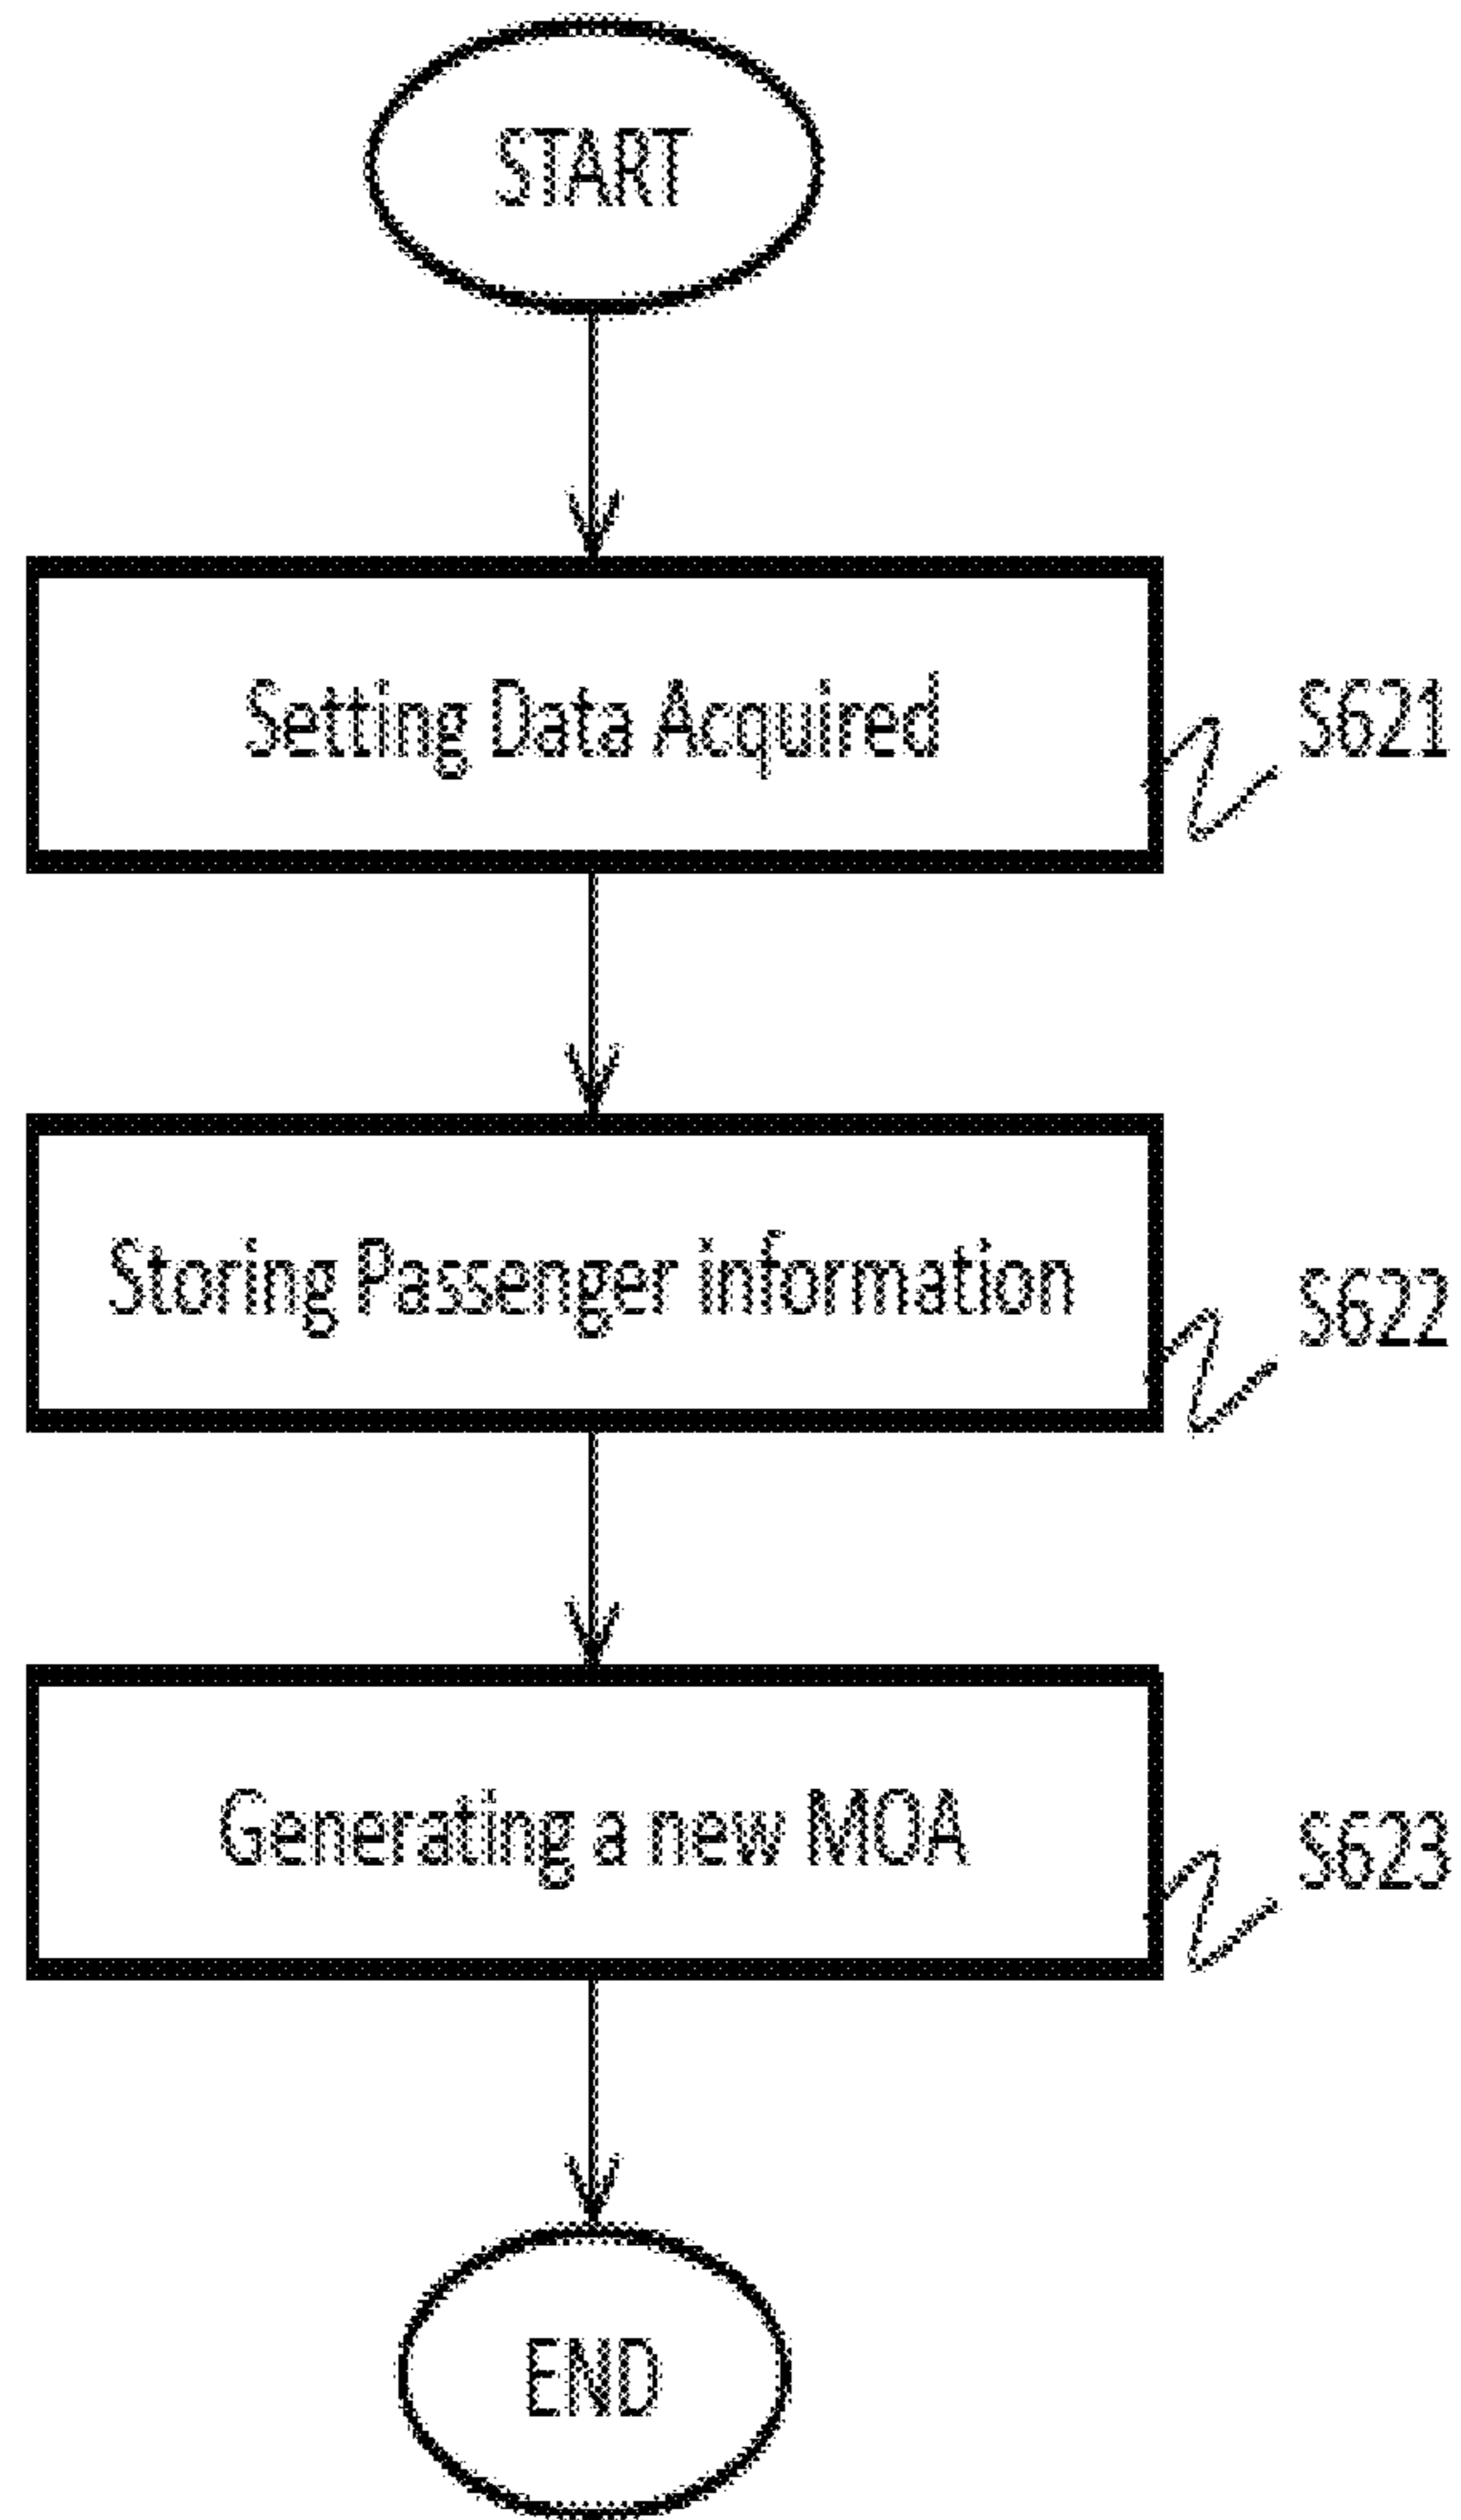 START
Setting Data Acquired
S621
Storing Passenger information
S622
Generating a new MOA
S623
END